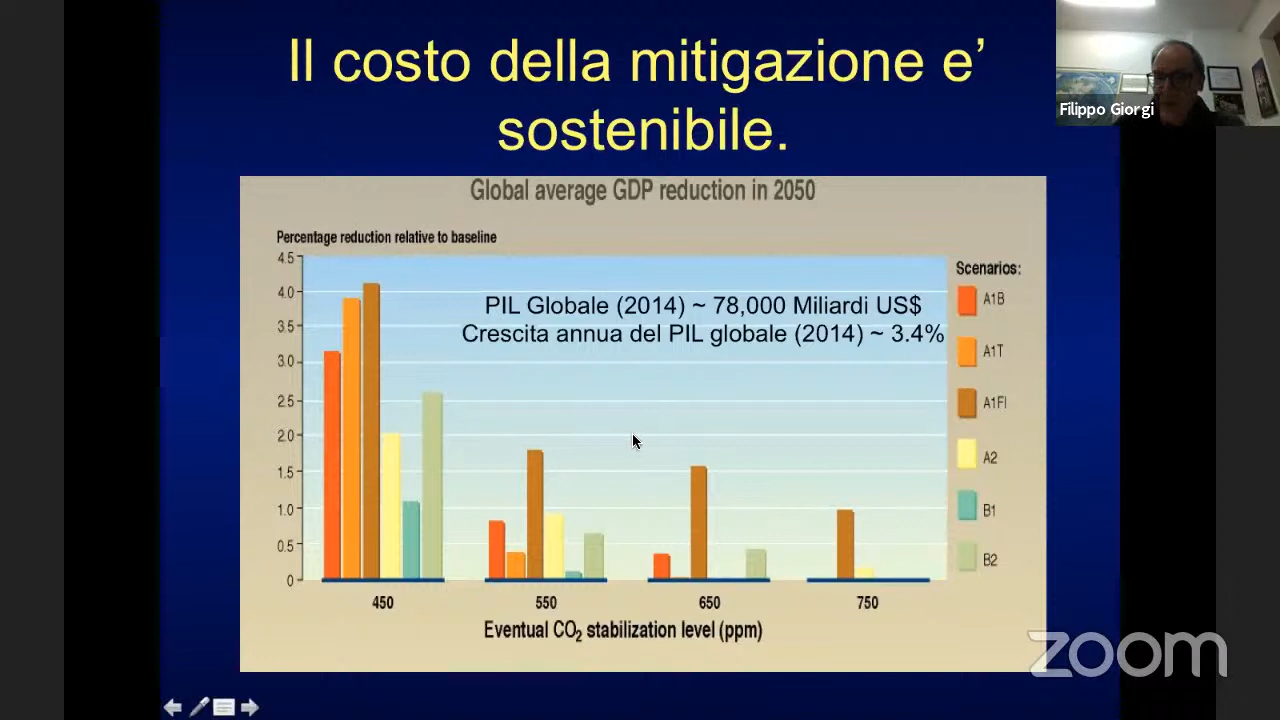 Il costo della mitigazione e’
sostenibile.
Filippo Giorgi
Global average GDP reduction in 2050
Percentage reduction relative to baseline
4.5
4.0
3.5
3.0
2.5
2.0
1.5
1.0
0.5
0
PIL Globale (2014) ~ 78,000 Miliardi US$
Crescita annua del PIL globale (2014) ~ 3.4%
Scenarios:
A1B
A1T
A1FI
A2
B1
B2
450 550 650 750
Eventual CO₂ stabilization level (ppm)
zoom